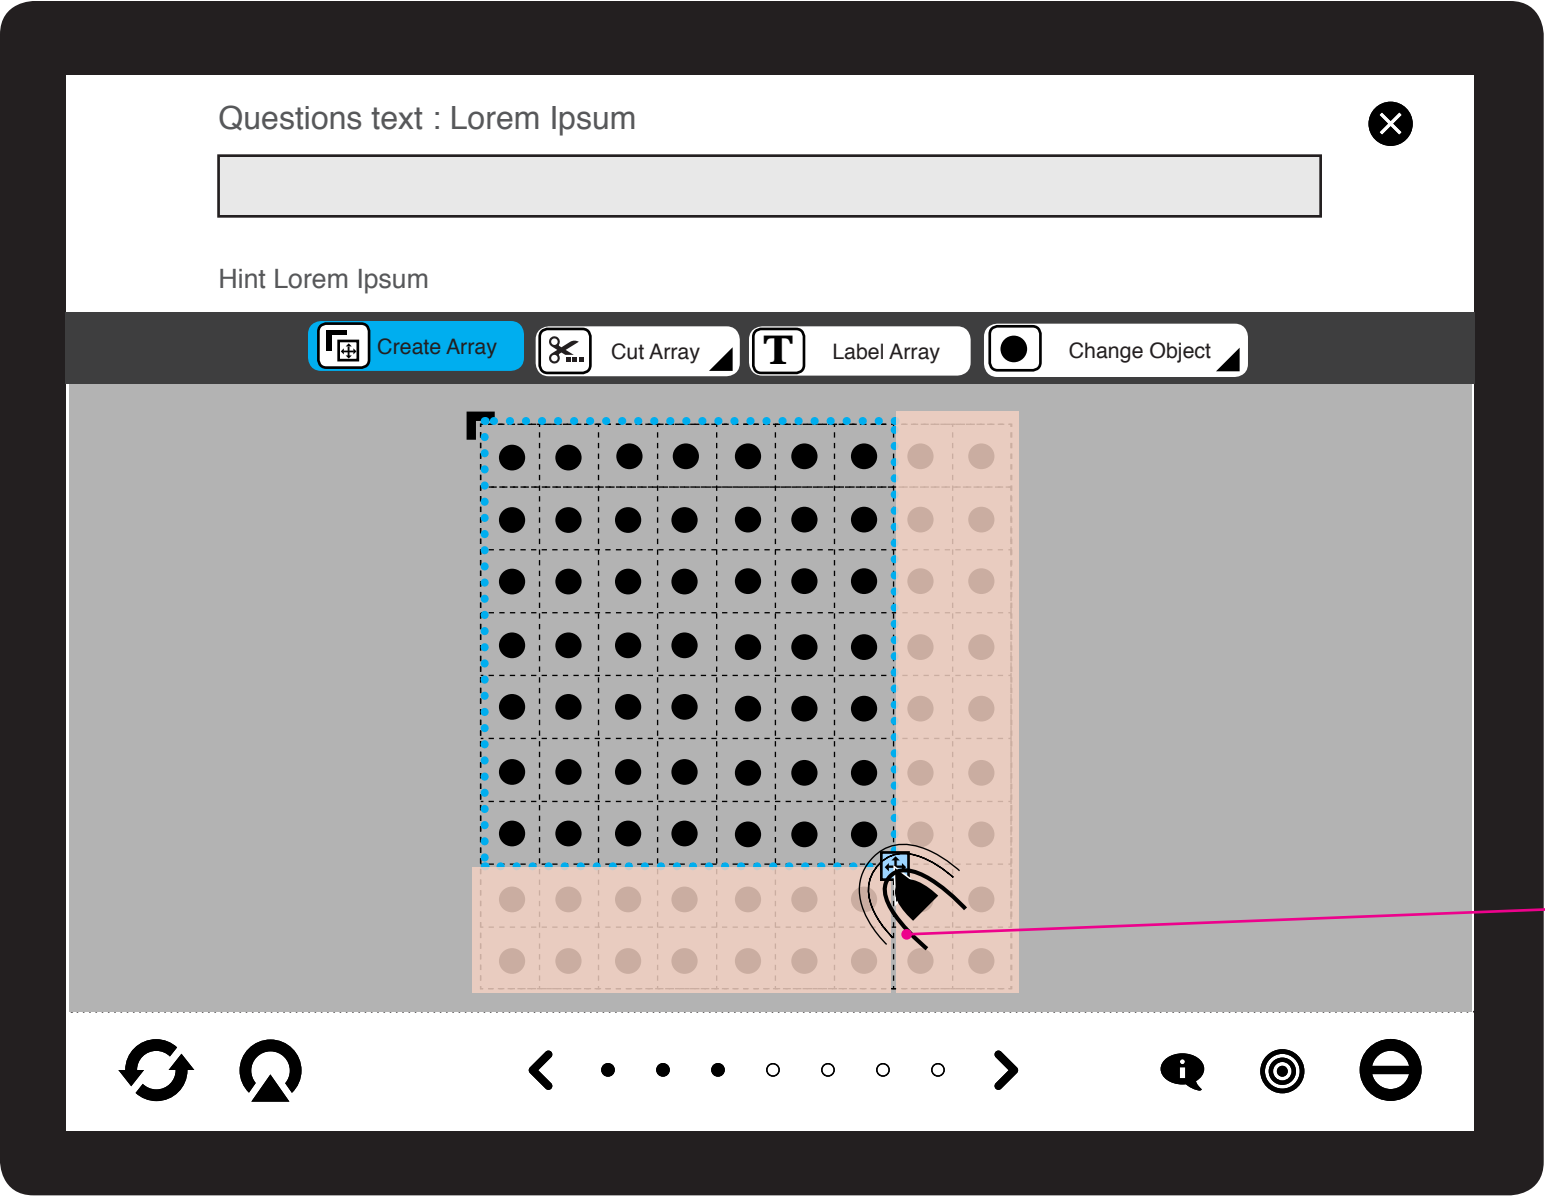 Questions text : Lorem Ipsum
Hint Lorem Ipsum
Create Array
Cut Array
T
Label Array
Change Object
i